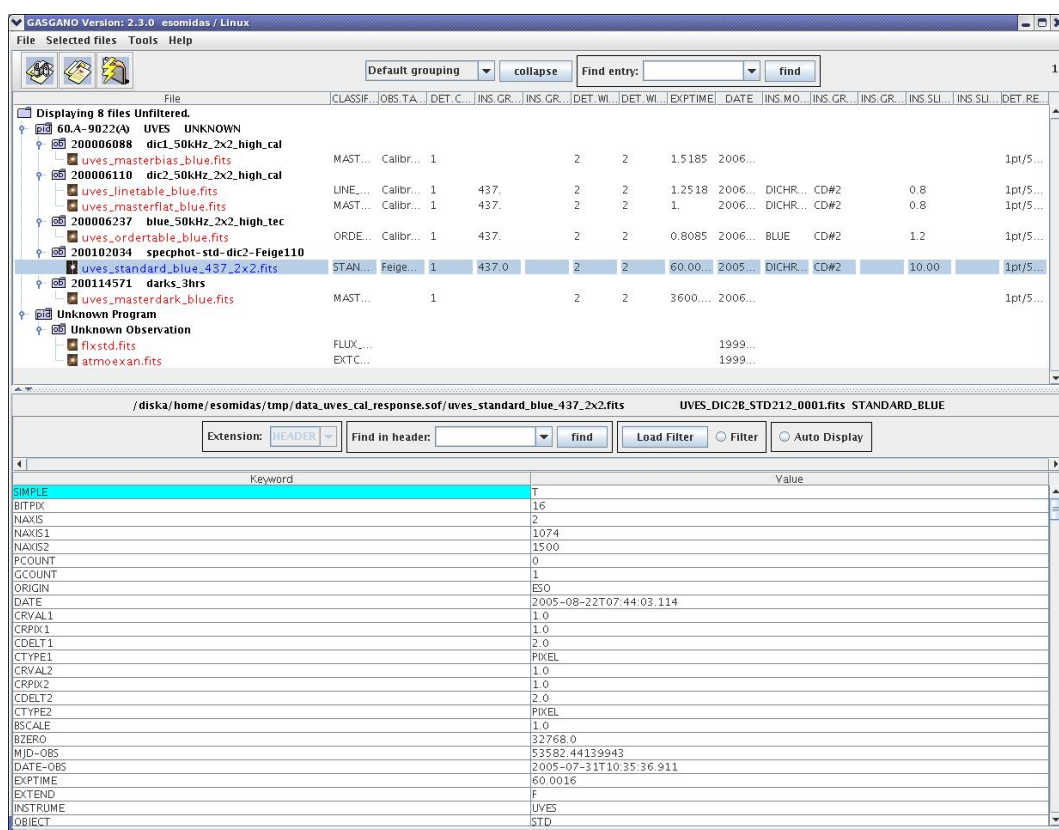 GASGANO Version: 2.3.0 esomidas / Linux
File Selected files Tools Help
Default grouping collapse Find entry: find 1
File CLASSIF... OBS.TA... DET.C... INS.GR... INS.GR... DET.WI... DET.WI... EXPTIME DATE INS.MO... INS.GR... INS.GR... INS.SLI... INS.SLI... DET.RE...
Displaying 8 files Unfiltered.
pid 60.A-9022(A) UVES UNKNOWN
ob 200006088 dic1_50kHz_2x2_high_cal
uves_masterbias_blue.fits MAST... Calibr... 1 2 2 1.5185 2006... 1pt/5...
ob 200006110 dic2_50kHz_2x2_high_cal
uves_linetable_blue.fits LINE_... Calibr... 1 437. 2 2 1.2518 2006... DICHR... CD#2 0.8 1pt/5...
uves_masterflat_blue.fits MAST... Calibr... 1 437. 2 2 1. 2006... DICHR... CD#2 0.8 1pt/5...
ob 200006237 blue_50kHz_2x2_high_tec
uves_ordertable_blue.fits ORDE... Calibr... 1 437. 2 2 0.8085 2006... BLUE CD#2 1.2 1pt/5...
ob 200102034 specphot-std-dic2-Feige110
uves_standard_blue_437_2x2.fits STAN... Feige... 1 437.0 2 2 60.00... 2005... DICHR... CD#2 10.00 1pt/5...
ob 200114571 darks_3hrs
uves_masterdark_blue.fits MAST... 1 2 2 3600.... 2006... 1pt/5...
pid Unknown Program
ob Unknown Observation
flxstd.fits FLUX_... 1999...
atmoexan.fits EXTC... 1999...
/diska/home/esomidas/tmp/data_uves_cal_response.sof/uves_standard_blue_437_2x2.fits UVES_DIC2B_STD212_0001.fits STANDARD_BLUE
Extension: HEADER Find in header: find Load Filter Filter Auto Display
Keyword Value
SIMPLE T
BITPIX 16
NAXIS 2
NAXIS1 1074
NAXIS2 1500
PCOUNT 0
GCOUNT 1
ORIGIN ESO
DATE 2005-08-22T07:44:03.114
CRVAL1 1.0
CRPIX1 1.0
CDELT1 2.0
CTYPE1 PIXEL
CRVAL2 1.0
CRPIX2 1.0
CDELT2 2.0
CTYPE2 PIXEL
BSCALE 1.0
BZERO 32768.0
MJD-OBS 53582.44139943
DATE-OBS 2005-07-31T10:35:36.911
EXPTIME 60.0016
EXTEND F
INSTRUME UVES
OBJECT STD